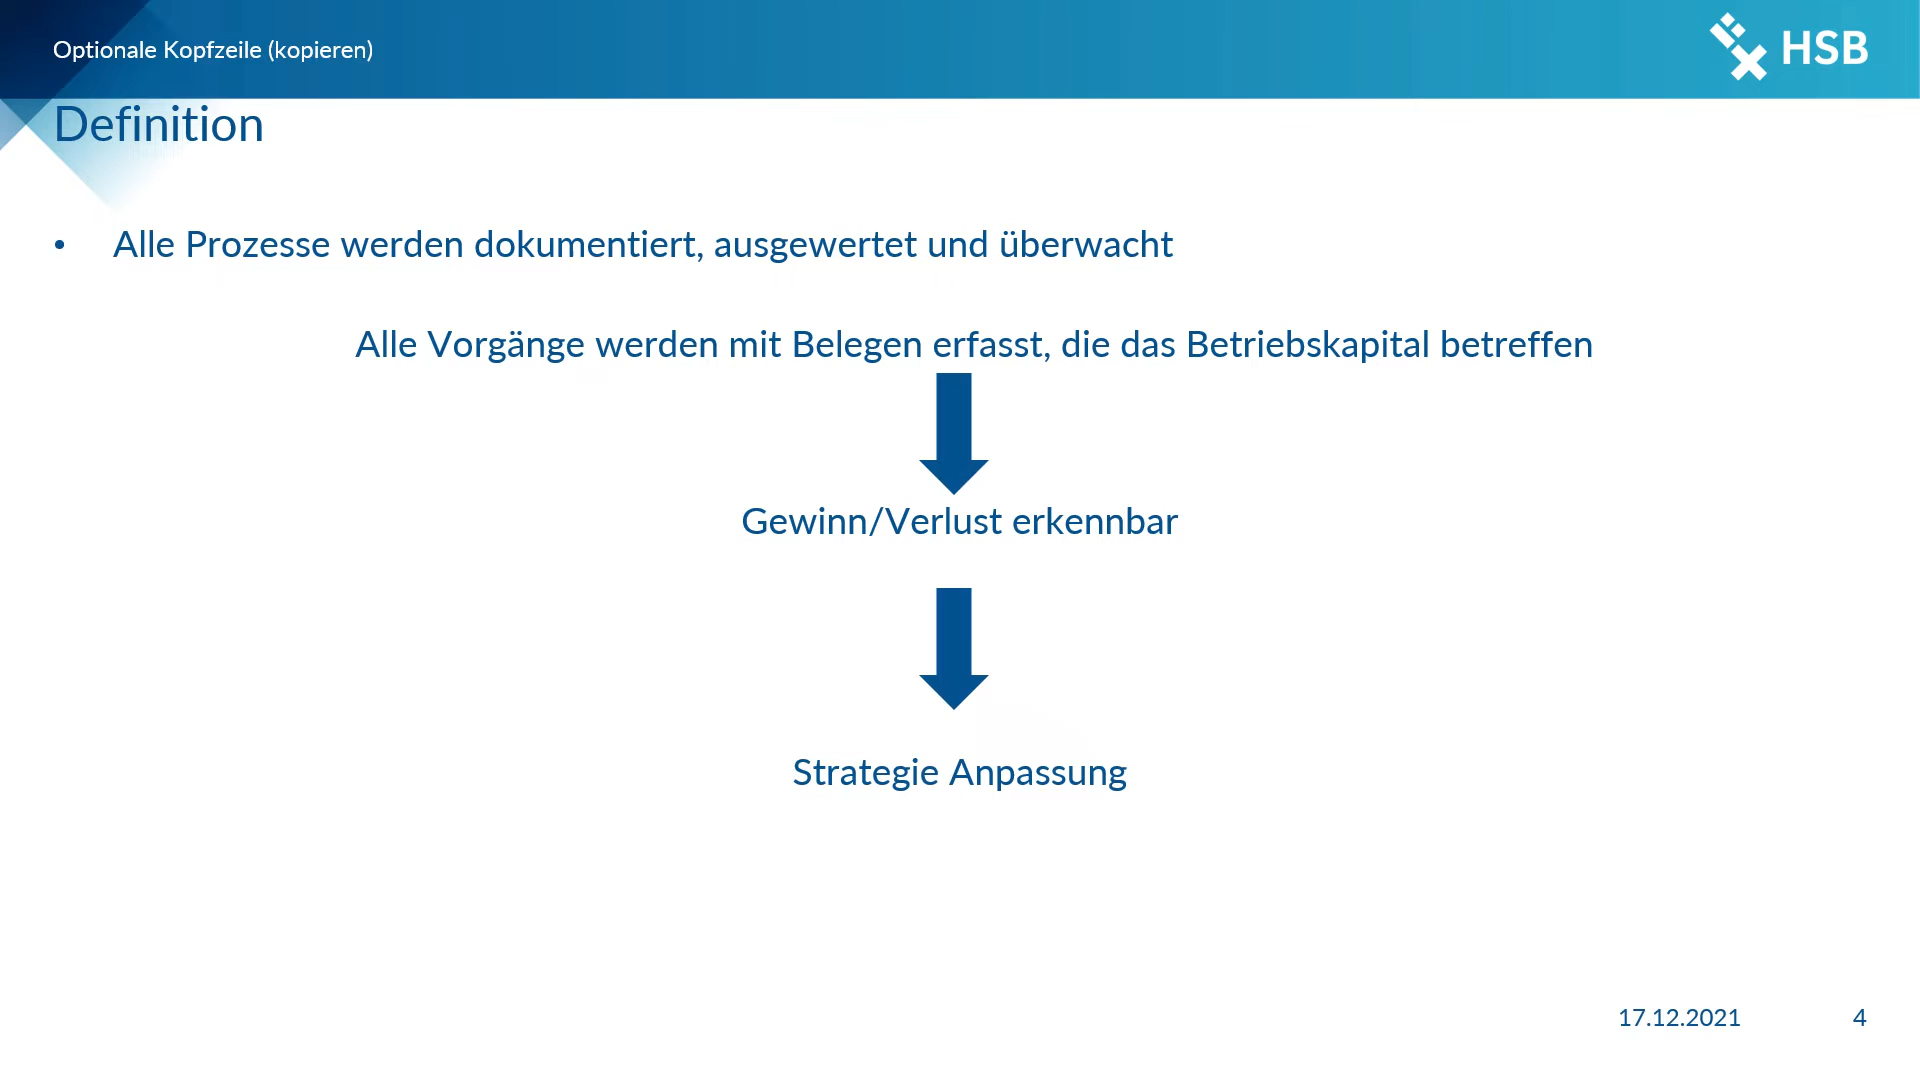 Optionale Kopfzeile (kopieren)
HSB
Definition
• Alle Prozesse werden dokumentiert, ausgewertet und überwacht
Alle Vorgänge werden mit Belegen erfasst, die das Betriebskapital betreffen
Gewinn/Verlust erkennbar
Strategie Anpassung
17.12.2021
4